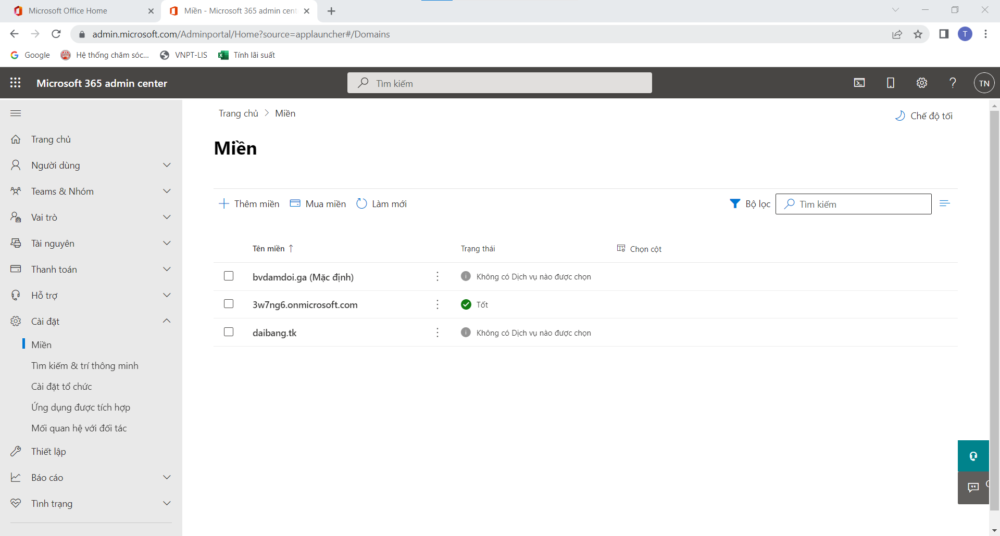 Microsoft Office Home
Miền - Microsoft 365 admin cent
admin.microsoft.com/Adminportal/Home?source=applauncher#/Domains
T
Google
Hệ thống chăm sóc...
VNPT-LIS
Tính lãi suất
Microsoft 365 admin center
Tìm kiếm
TN
Trang chủ > Miền
Chế độ tối
Miền
Trang chủ
Người dùng
Teams & Nhóm
Vai trò
Tài nguyên
Thanh toán
Hỗ trợ
Cài đặt
Miền
Tìm kiếm & trí thông minh
Cài đặt tổ chức
Ứng dụng được tích hợp
Mối quan hệ với đối tác
Thiết lập
Báo cáo
Tình trạng
Thêm miền
Mua miền
Làm mới
Bộ lọc
Tìm kiếm
Tên miền ↑
Trạng thái
Chọn cột
bvdamdoi.ga (Mặc định)
Không có Dịch vụ nào được chọn
3w7ng6.onmicrosoft.com
Tốt
daibang.tk
Không có Dịch vụ nào được chọn